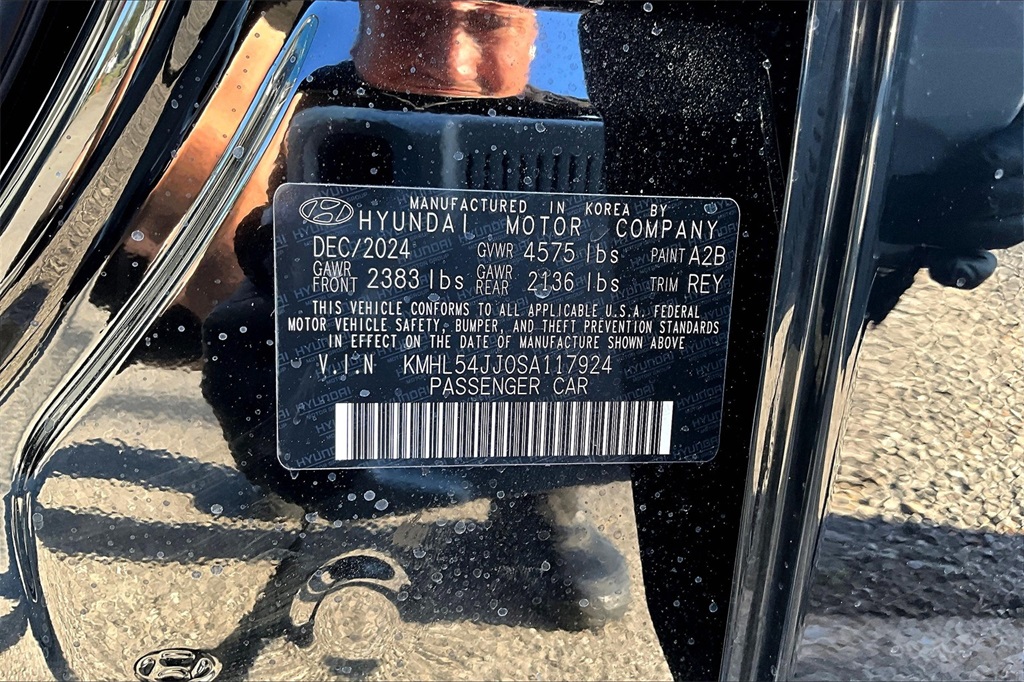 MANUFACTURED IN KOREA BY
HYUNDAI MOTOR COMPANY
DEC/2024 GVWR 4575 lbs PAINT A2B
GAWR FRONT 2383 lbs GAWR REAR 2136 lbs TRIM REY
THIS VEHICLE CONFORMS TO ALL APPLICABLE U.S.A. FEDERAL
MOTOR VEHICLE SAFETY, BUMPER, AND THEFT PREVENTION STANDARDS
IN EFFECT ON THE DATE OF MANUFACTURE SHOWN ABOVE
V.I.N KMHL54JJ0SA117924
PASSENGER CAR